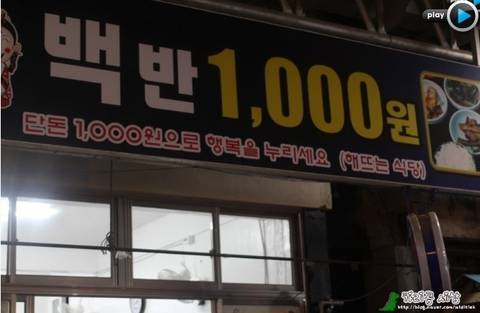 play
백반 1,000원
단돈 1,000원으로 행복을 누리세요 (해뜨는 식당)